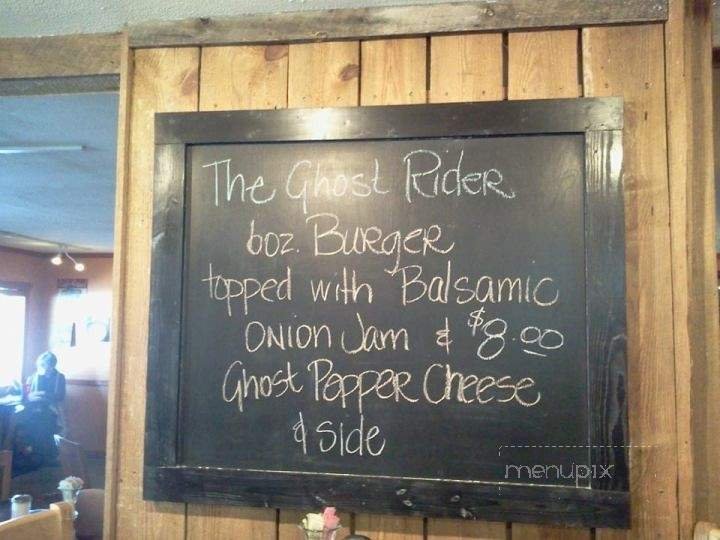 The Ghost Rider
6oz. Burger
topped with Balsamic
Onion Jam & $8.00
Ghost Pepper Cheese
& side
menupix